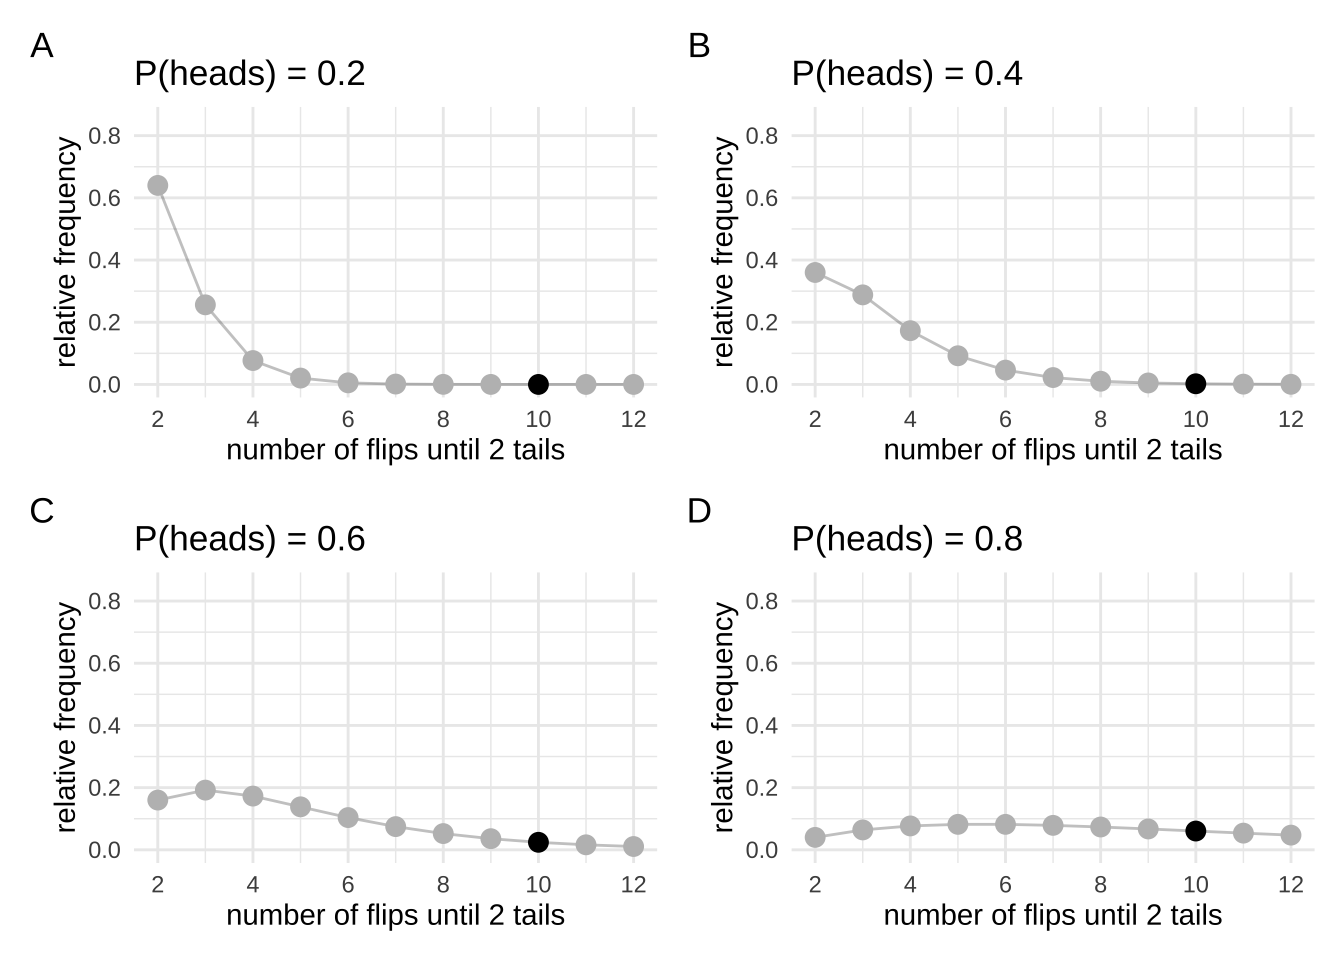 A
P(heads) = 0.2
relative frequency
0.8
0.6
0.4
0.2
0.0
2 4 6 8 10 12
number of flips until 2 tails
B
P(heads) = 0.4
relative frequency
0.8
0.6
0.4
0.2
0.0
2 4 6 8 10 12
number of flips until 2 tails
C
P(heads) = 0.6
relative frequency
0.8
0.6
0.4
0.2
0.0
2 4 6 8 10 12
number of flips until 2 tails
D
P(heads) = 0.8
relative frequency
0.8
0.6
0.4
0.2
0.0
2 4 6 8 10 12
number of flips until 2 tails